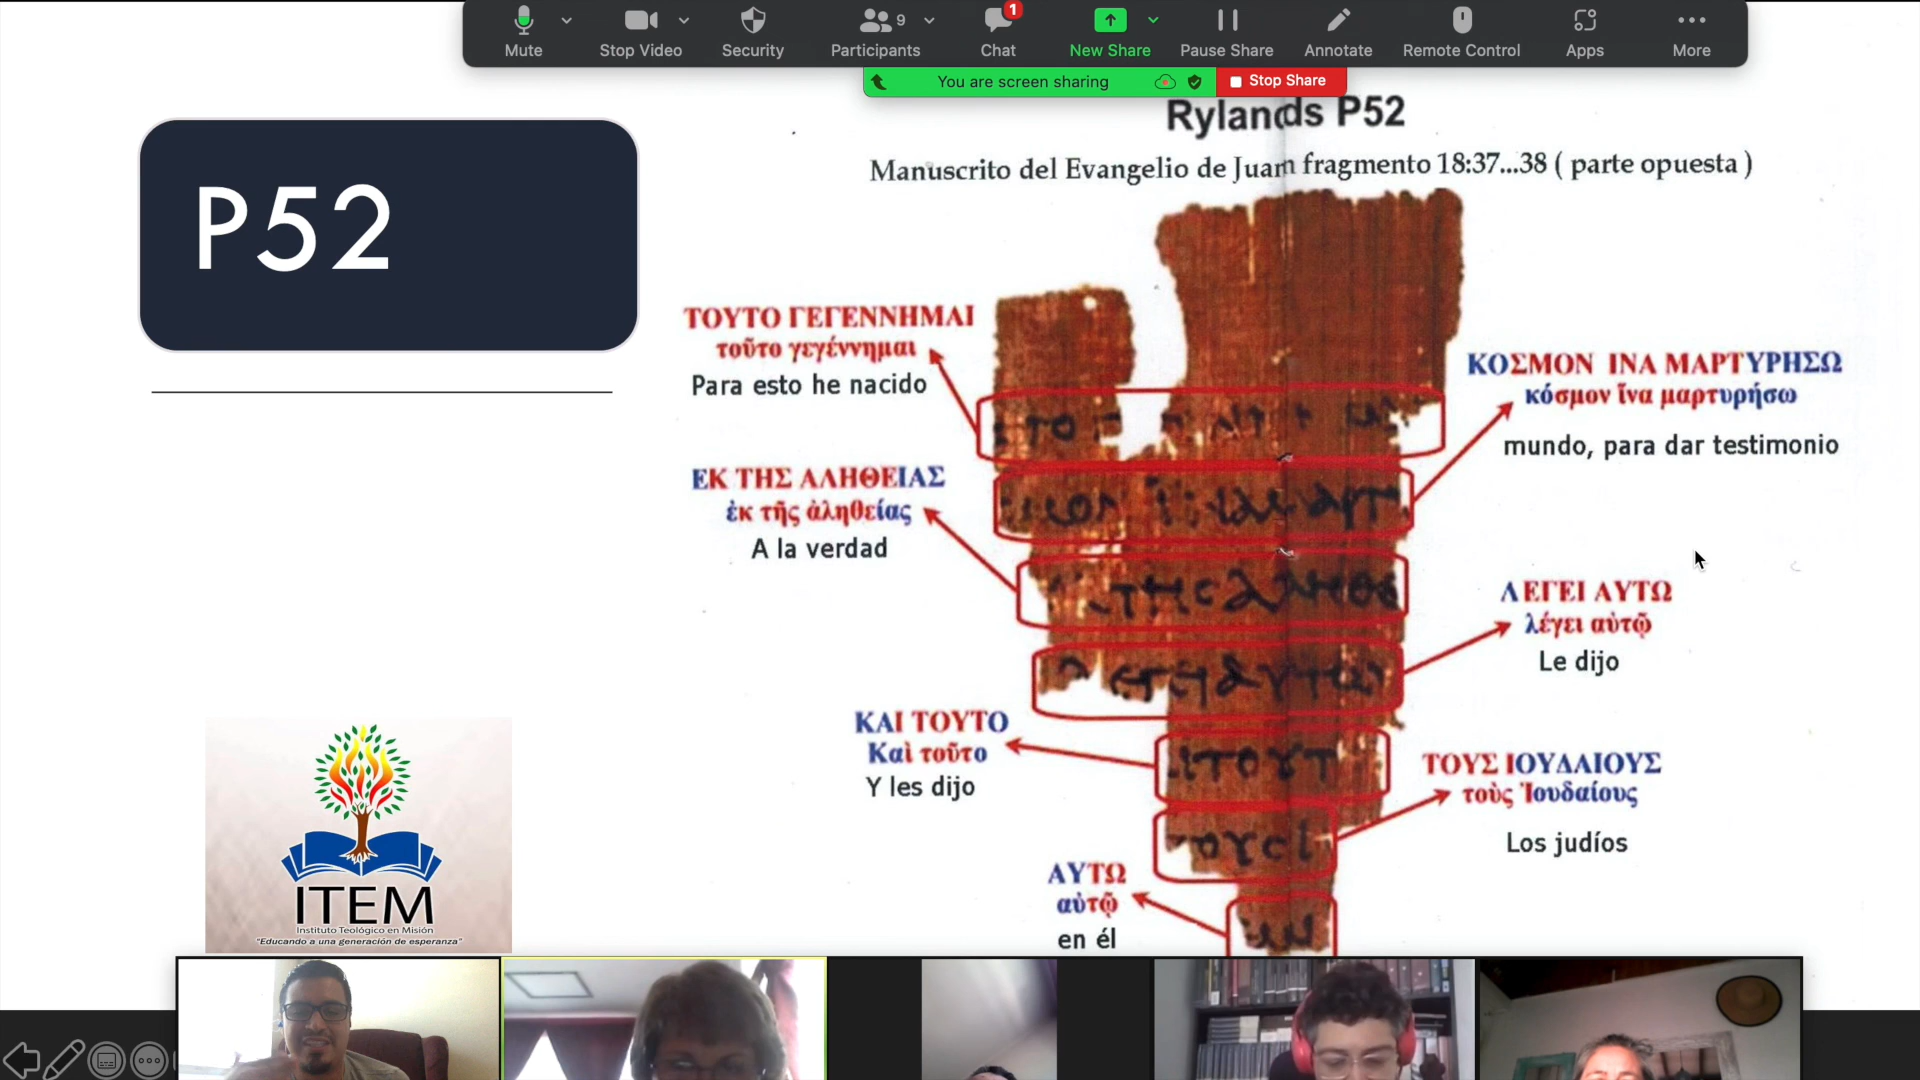 Mute
Stop Video
Security
9
Participants
1
Chat
New Share
Pause Share
Annotate
Remote Control
Apps
More
You are screen sharing
Stop Share
P52
Rylands P52
Manuscrito del Evangelio de Juam fragmento 18:37...38 ( parte opuesta )
ΤΟΥΤΟ ΓΕΓΕΝΝΗΜΑΙ
τοῦτο γεγέννημαι
Para esto he nacido
ΚΟΣΜΟΝ ΙΝΑ ΜΑΡΤΥΡΗΣΩ
κόσμον ἵνα μαρτυρήσω
mundo, para dar testimonio
ΕΚ ΤΗΣ ΑΛΗΘΕΙΑΣ
ἐκ τῆς ἀληθείας
A la verdad
ΛΕΓΕΙ ΑΥΤΩ
λέγει αὐτῷ
Le dijo
ΚΑΙ ΤΟΥΤΟ
Καὶ τοῦτο
Y les dijo
ΤΟΥΣ ΙΟΥΔΑΙΟΥΣ
τοὺς Ἰουδαίους
Los judíos
ΑΥΤΩ
αὐτῷ
en él
ITEM
Instituto Teológico en Misión
"Educando a una generación de esperanza"